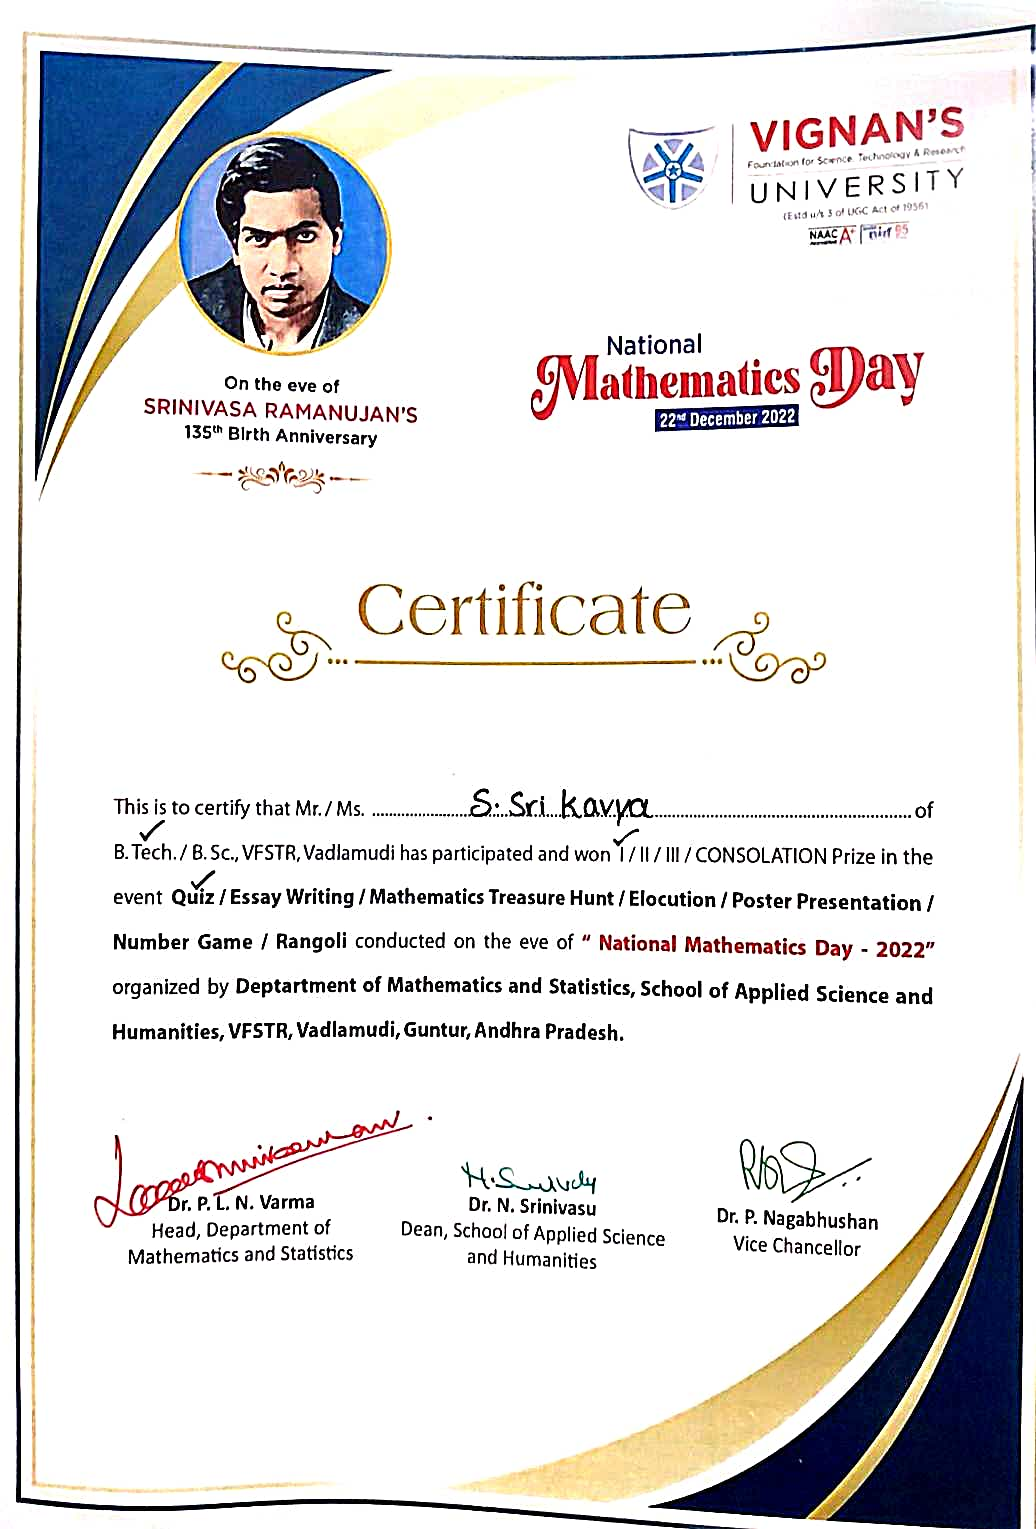 VIGNAN'S
Foundation for Science, Technology & Research
UNIVERSITY
(Estd u/s 3 of UGC Act of 1956)
NAAC A+ nirf 95
On the eve of
SRINIVASA RAMANUJAN'S
135th Birth Anniversary
National
Mathematics Day
22nd December 2022
Certificate
This is to certify that Mr./ Ms. S. Sri Kavya of
B.Tech./ B.Sc., VFSTR, Vadlamudi has participated and won I / II / III / CONSOLATION Prize in the
event Quiz / Essay Writing / Mathematics Treasure Hunt / Elocution / Poster Presentation /
Number Game / Rangoli conducted on the eve of " National Mathematics Day - 2022"
organized by Deptartment of Mathematics and Statistics, School of Applied Science and
Humanities, VFSTR, Vadlamudi, Guntur, Andhra Pradesh.
Dr. P. L. N. Varma
Head, Department of
Mathematics and Statistics
Dr. N. Srinivasu
Dean, School of Applied Science
and Humanities
Dr. P. Nagabhushan
Vice Chancellor